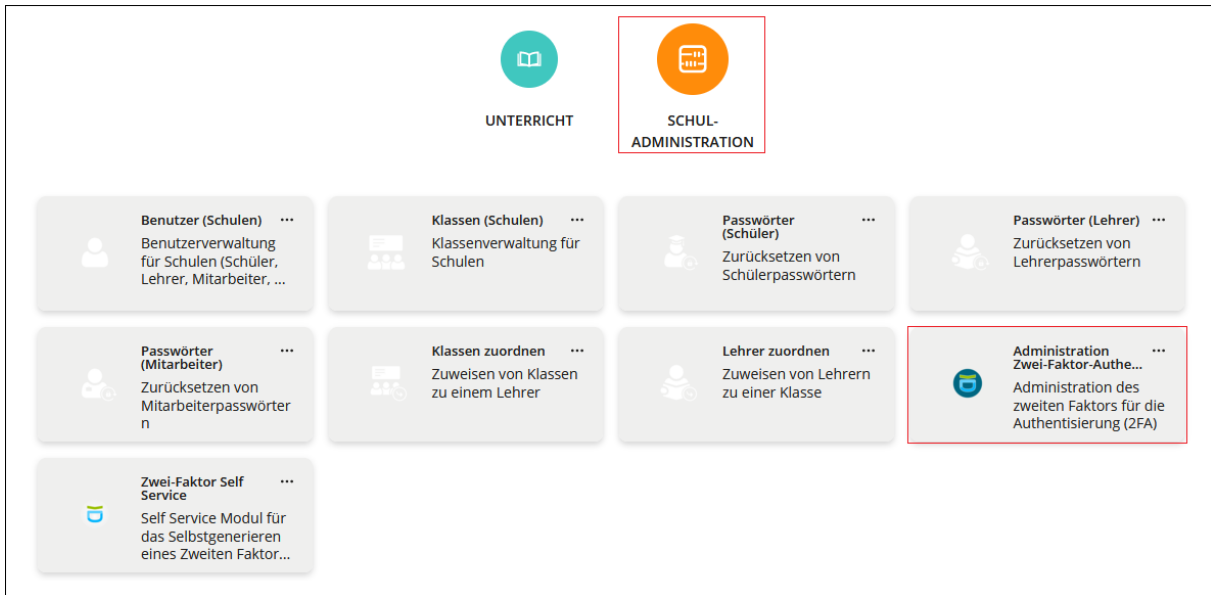 UNTERRICHT
SCHUL-
ADMINISTRATION
Benutzer (Schulen) ...
Benutzerverwaltung
für Schulen (Schüler,
Lehrer, Mitarbeiter, ...
Klassen (Schulen) ...
Klassenverwaltung für
Schulen
Passwörter ...
(Schüler)
Zurücksetzen von
Schülerpasswörtern
Passwörter (Lehrer) ...
Zurücksetzen von
Lehrerpasswörtern
Passwörter ...
(Mitarbeiter)
Zurücksetzen von
Mitarbeiterpasswörter
n
Klassen zuordnen ...
Zuweisen von Klassen
zu einem Lehrer
Lehrer zuordnen ...
Zuweisen von Lehrern
zu einer Klasse
Administration ...
Zwei-Faktor-Authe...
Administration des
zweiten Faktors für die
Authentisierung (2FA)
Zwei-Faktor Self ...
Service
Self Service Modul für
das Selbstgenerieren
eines Zweiten Faktor...